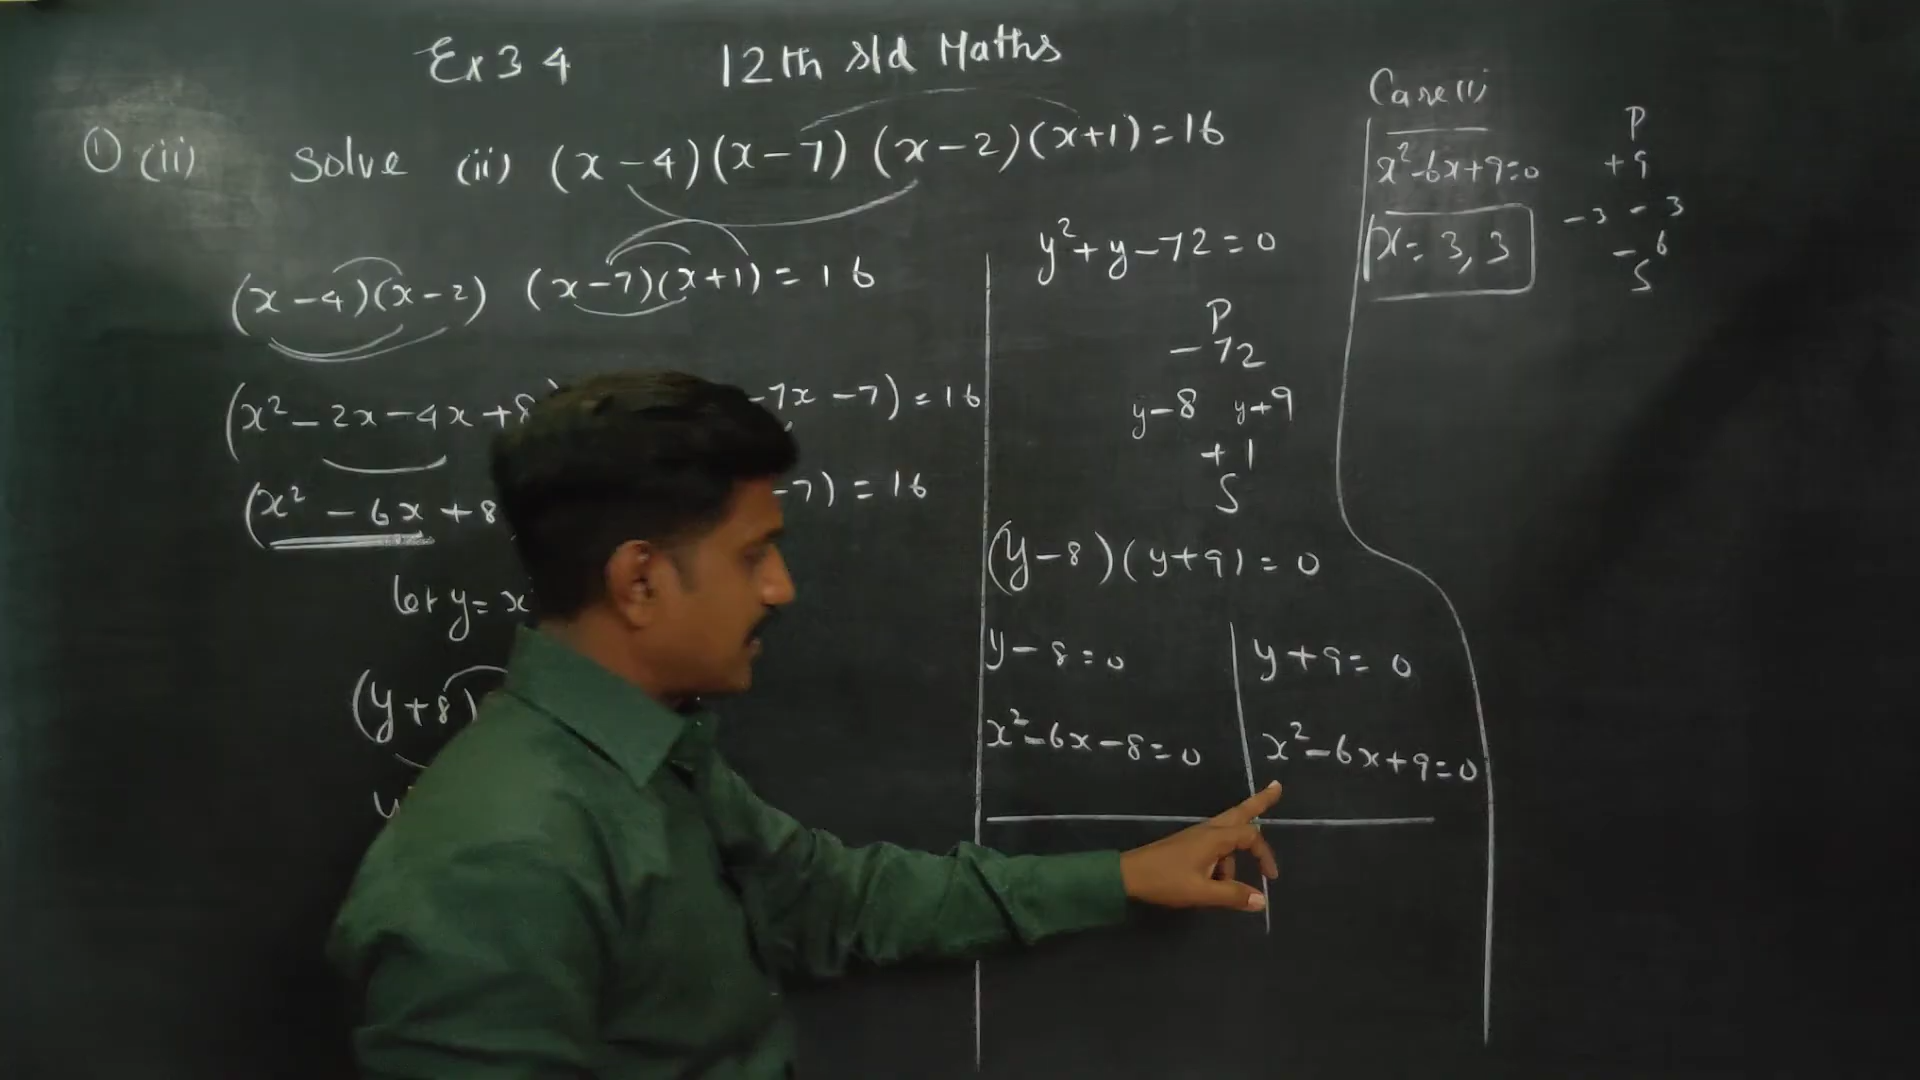 Ex 3 4 12th std Maths
① (ii) Solve (ii) (x-4)(x-7)(x-2)(x+1)=16
(x-4)(x-2) (x-7)(x+1)=16
(x²-2x-4x+8 -7x-7)=16
(x²-6x+8 -7)=16
let y=x
(y+8)
y²+y-72=0
P
-72
y-8 y+9
+1
S
(y-8)(y+9)=0
y-8=0 y+9=0
x²-6x-8=0 x²-6x+9=0
Case(i)
x²-6x+9=0
x=3,3
P
+9
-3 -3
-6
S